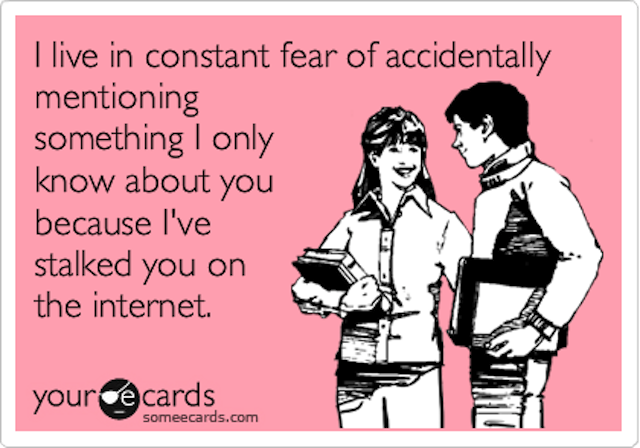 I live in constant fear of accidentally
mentioning
something I only
know about you
because I've
stalked you on
the internet.
your e cards
someecards.com